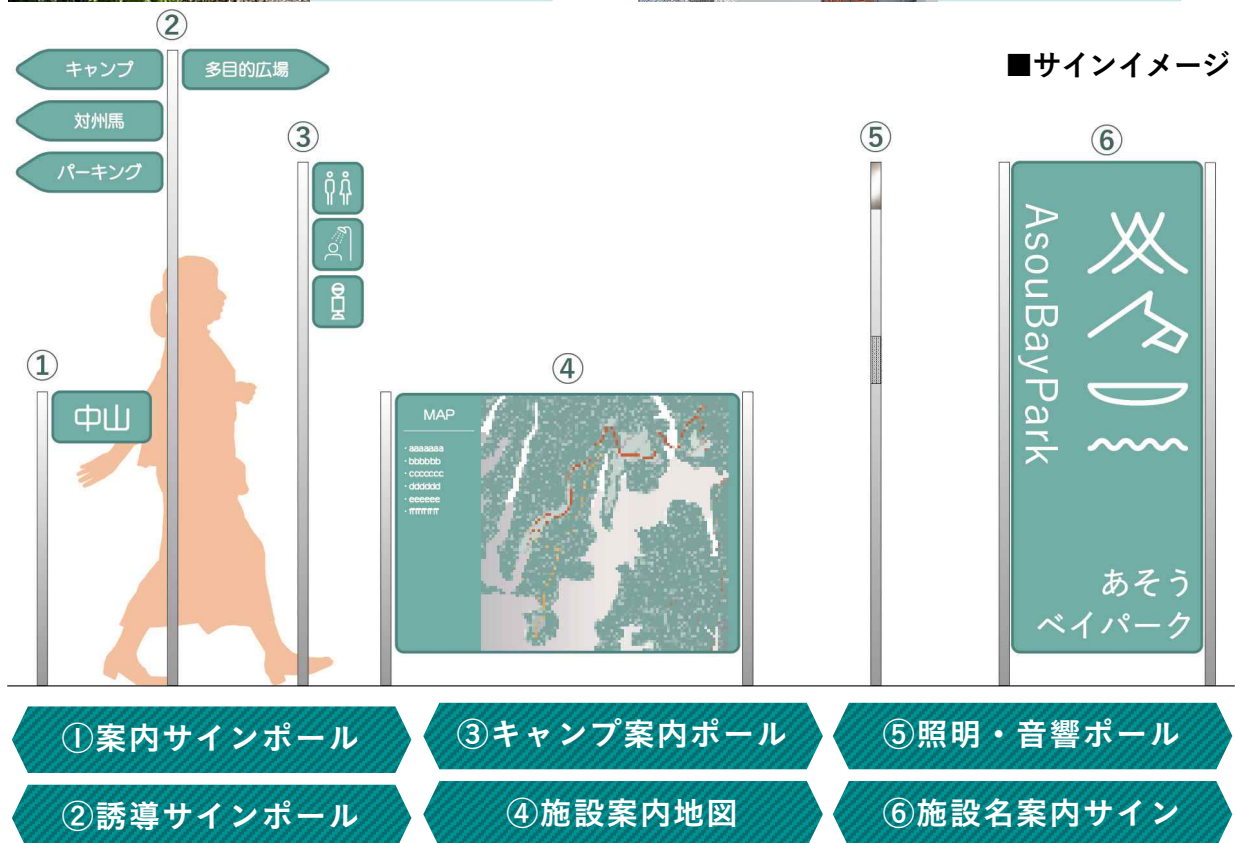 ■サインイメージ
②
キャンプ
多目的広場
対州馬
パーキング
③
⑤
⑥
①
中山
④
MAP
・aaaaaaa
・bbbbbb
・ccccccc
・dddddd
・eeeeee
AsouBayPark
あそう
ベイパーク
①案内サインポール
③キャンプ案内ポール
⑤照明・音響ポール
②誘導サインポール
④施設案内地図
⑥施設名案内サイン